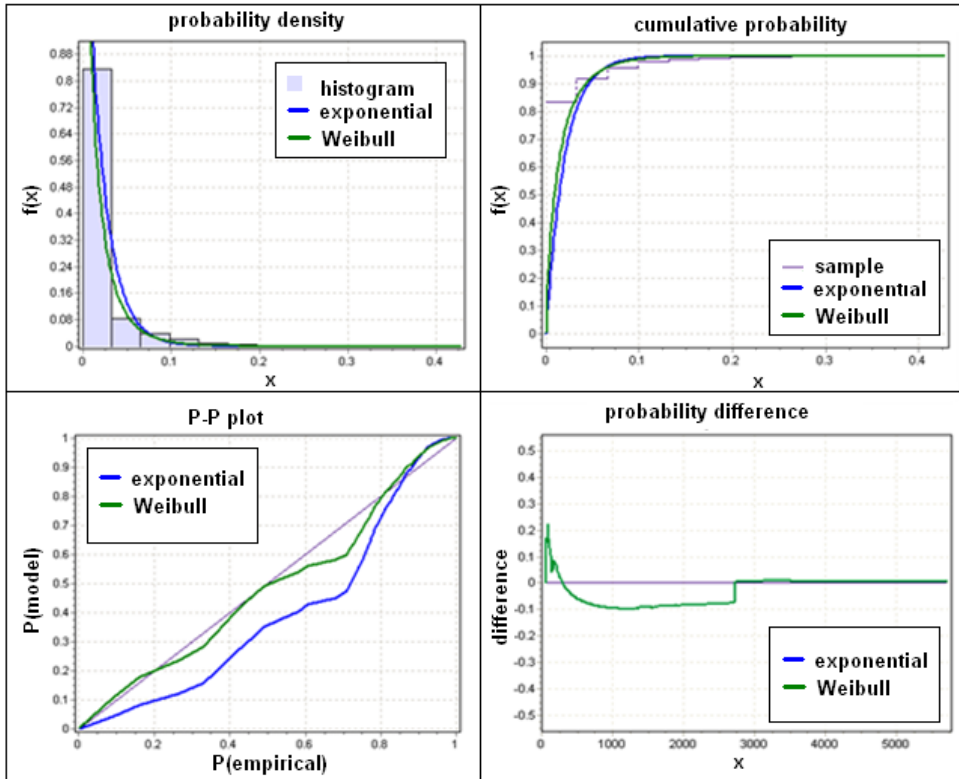 probability density
0.88
0.8
0.72
0.64
0.56
0.48
0.4
0.32
0.24
0.16
0.08
0
f(x)
histogram
exponential
Weibull
0 0.1 0.2 0.3 0.4
x
cumulative probability
1
0.9
0.8
0.7
0.6
0.5
0.4
0.3
0.2
0.1
0
f(x)
sample
exponential
Weibull
0 0.1 0.2 0.3 0.4
x
P-P plot
1
0.9
0.8
0.7
0.6
0.5
0.4
0.3
0.2
0.1
0
P(model)
exponential
Weibull
0.2 0.4 0.6 0.8 1
P(empirical)
probability difference
0.5
0.4
0.3
0.2
0.1
0
-0.1
-0.2
-0.3
-0.4
-0.5
difference
exponential
Weibull
0 1000 2000 3000 4000 5000
x